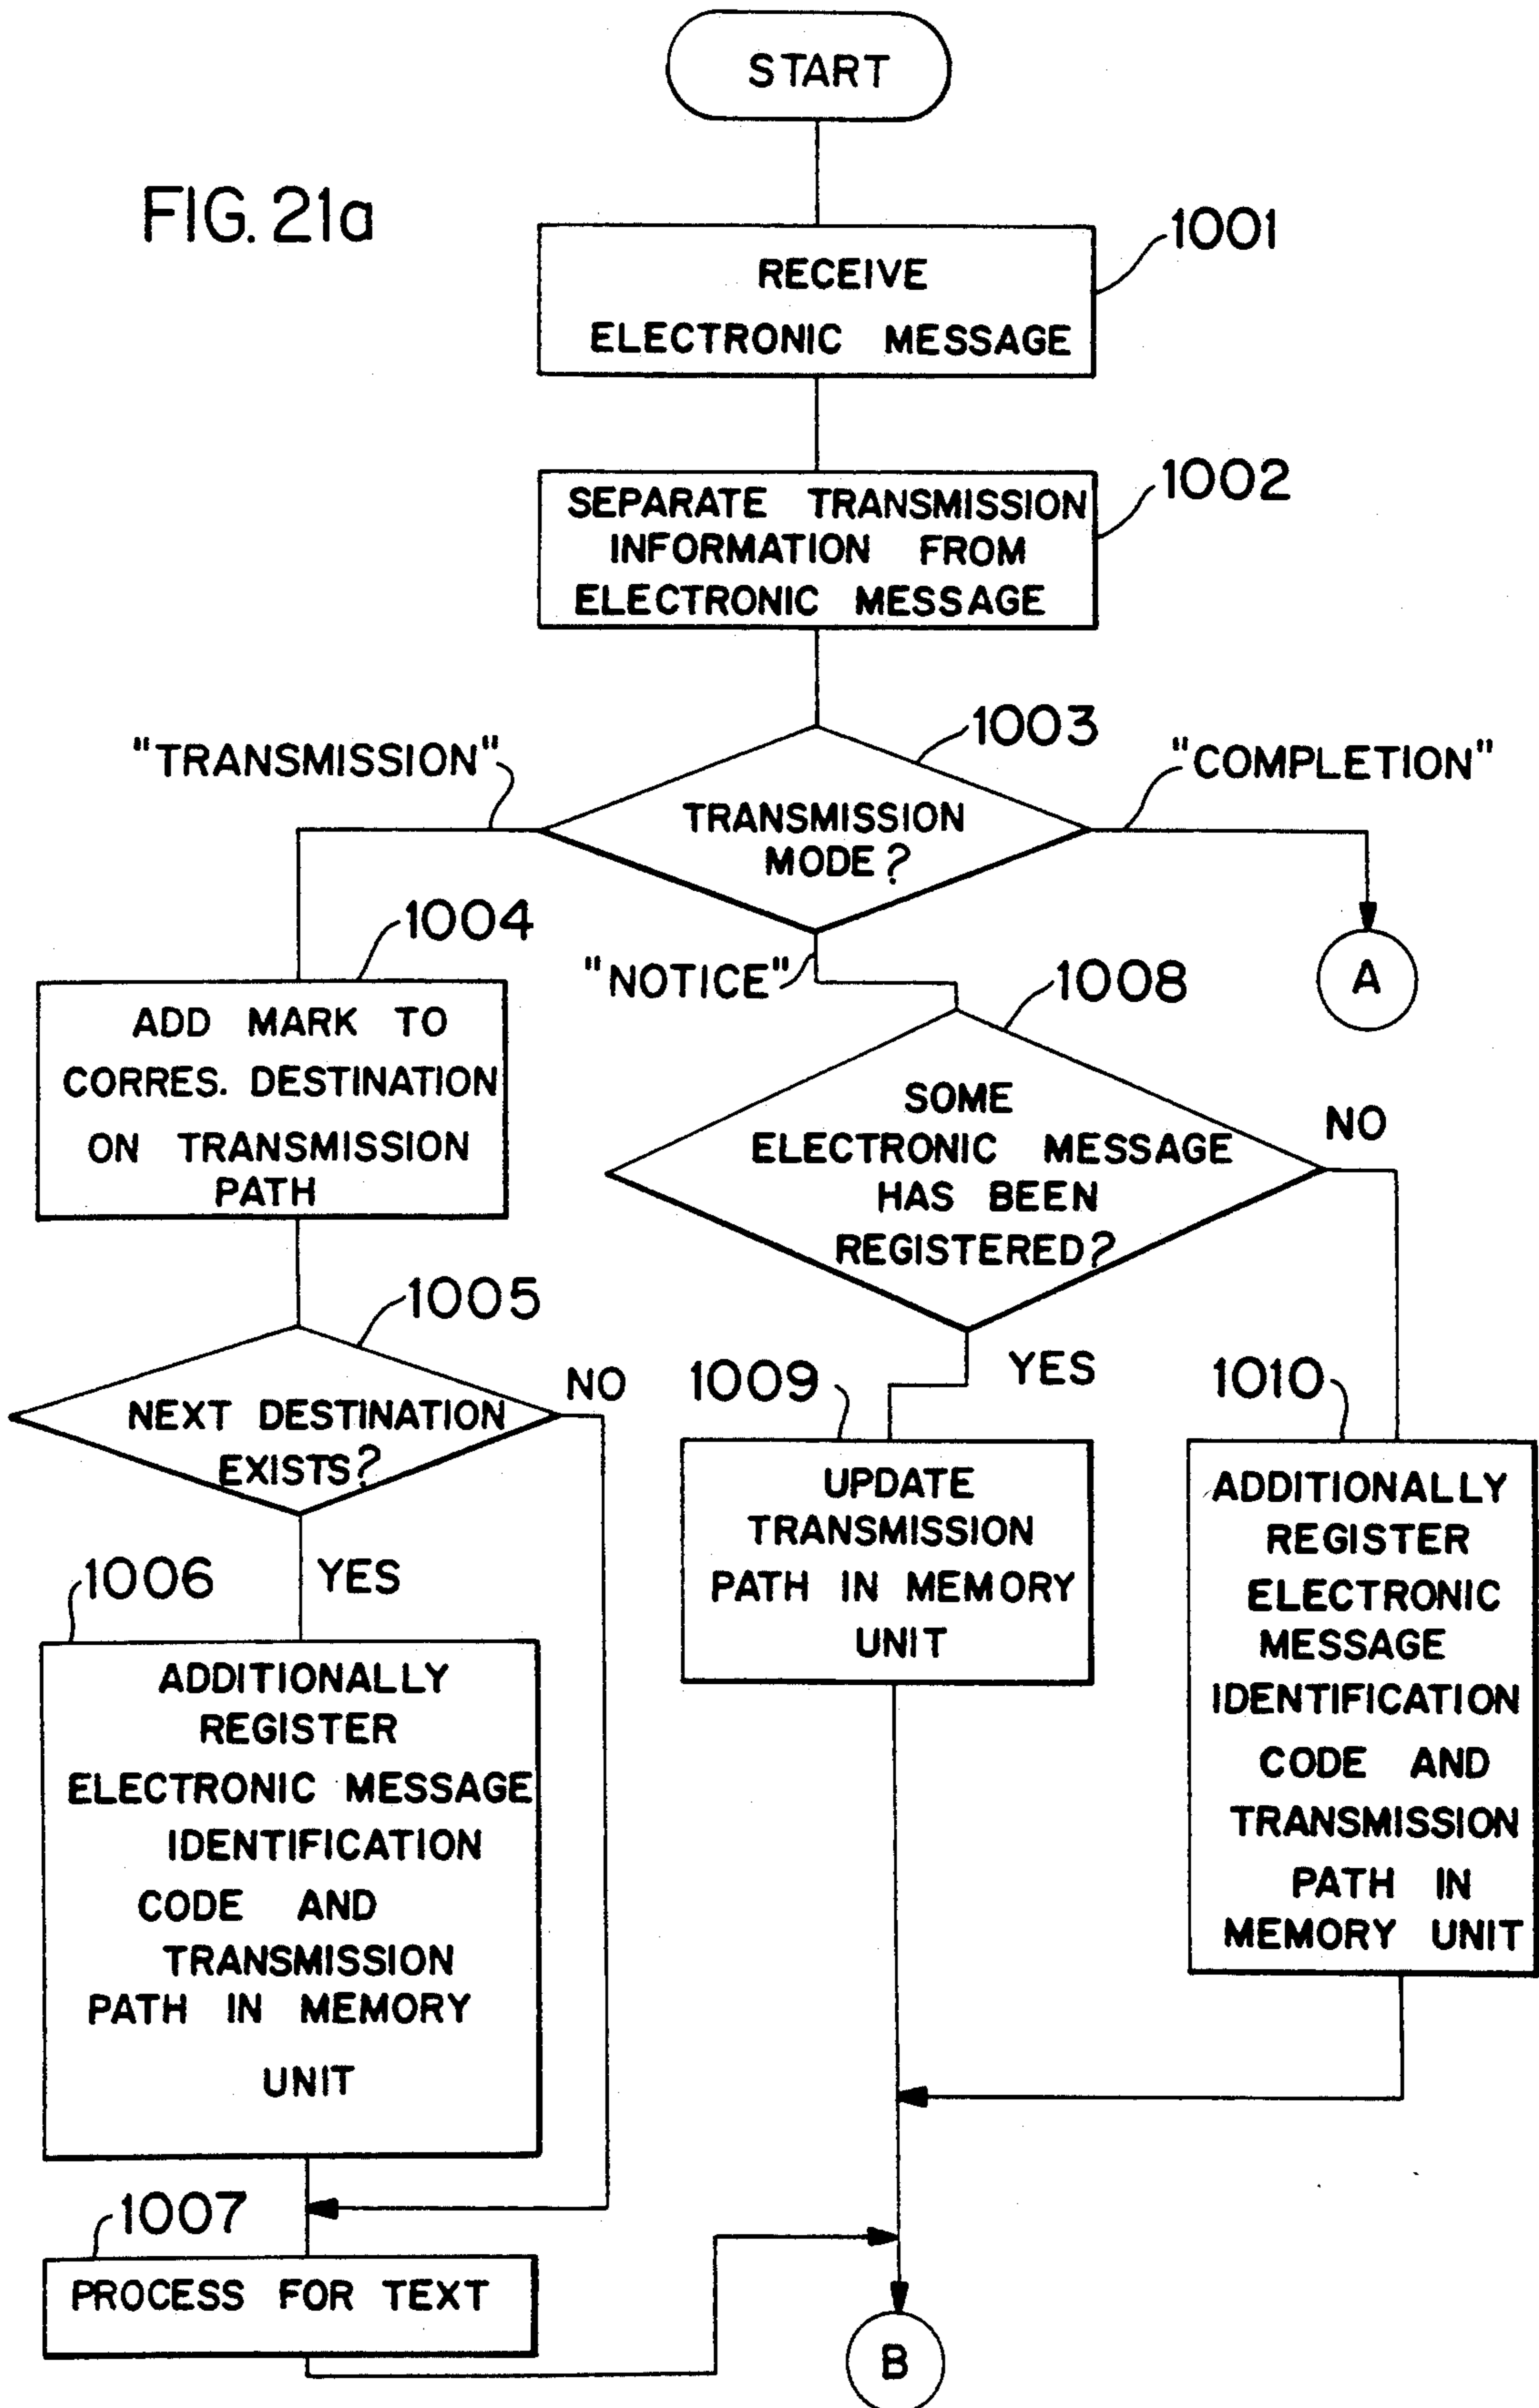 START
FIG. 21a
1001
RECEIVE
ELECTRONIC MESSAGE
1002
SEPARATE TRANSMISSION
INFORMATION FROM
ELECTRONIC MESSAGE
1003
"TRANSMISSION"
"COMPLETION"
TRANSMISSION
MODE?
1004
"NOTICE"
1008
A
ADD MARK TO
CORRES. DESTINATION
ON TRANSMISSION
PATH
SOME
ELECTRONIC MESSAGE
HAS BEEN
REGISTERED?
NO
1005
NEXT DESTINATION
EXISTS?
NO
YES
1009
YES
1010
UPDATE
TRANSMISSION
PATH IN MEMORY
UNIT
ADDITIONALLY
REGISTER
ELECTRONIC
MESSAGE
IDENTIFICATION
CODE AND
TRANSMISSION
PATH IN
MEMORY UNIT
1006
ADDITIONALLY
REGISTER
ELECTRONIC MESSAGE
IDENTIFICATION
CODE AND
TRANSMISSION
PATH IN MEMORY
UNIT
1007
PROCESS FOR TEXT
B